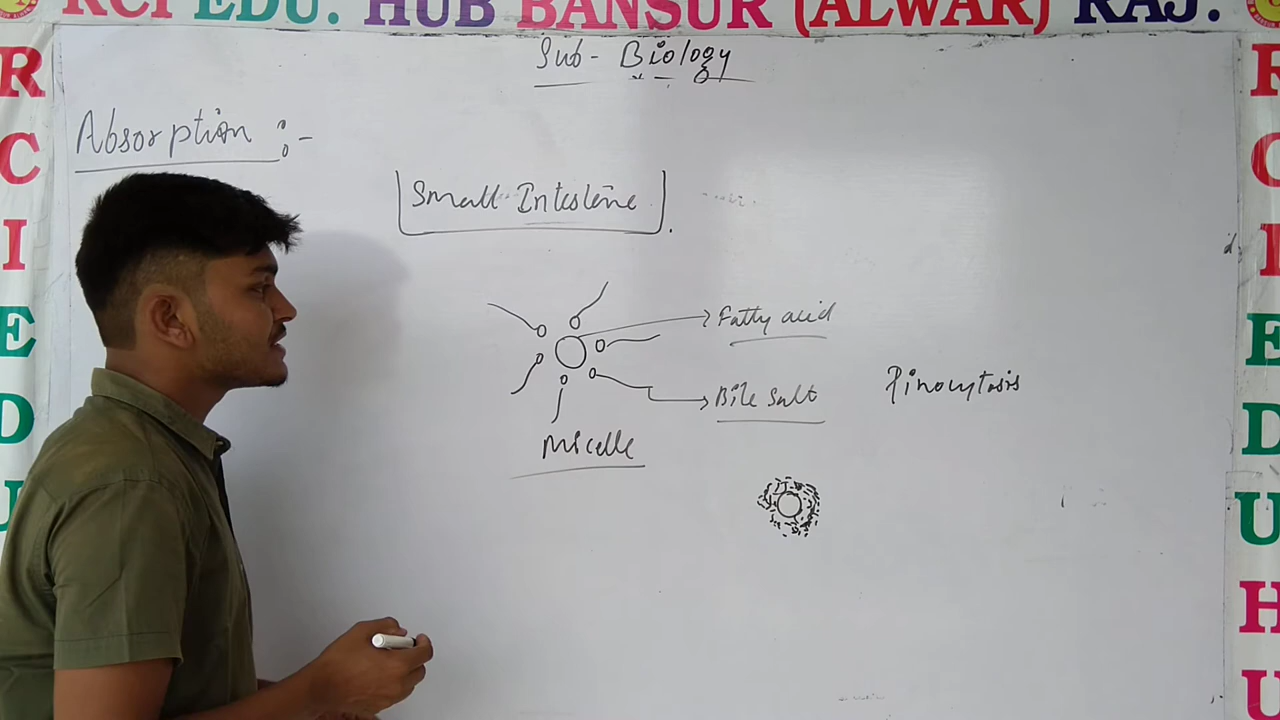 RCI EDU. HUB BANSUR (ALWAR) RAJ.
Sub - Biology
Absorption :-
Small Intestine
Fatty acid
Bile Salt
Pinocytosis
Micelle
R
C
I
E
D
U
R
C
I
E
D
U
H
U